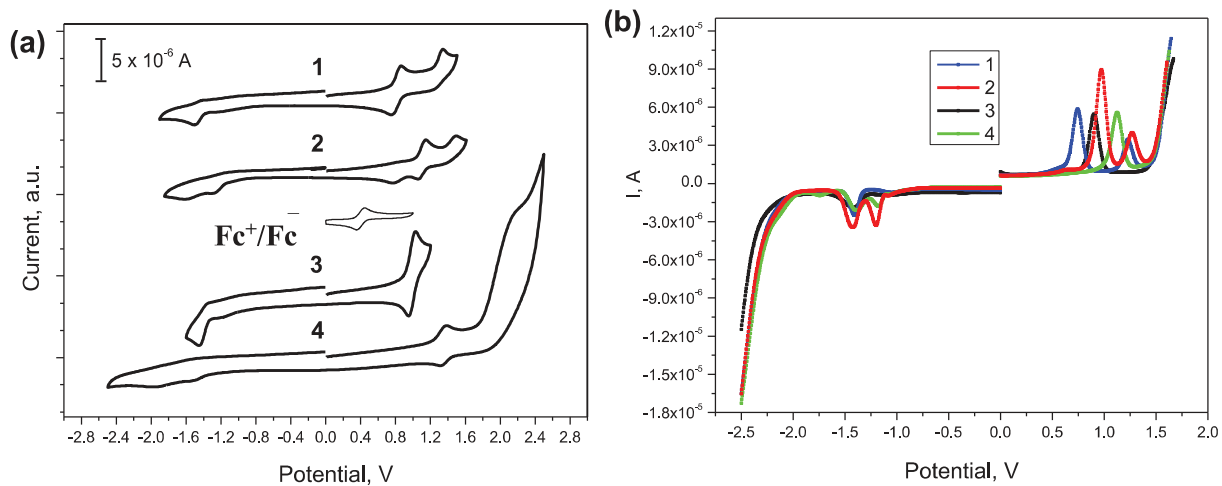 (a)
5 x 10⁻⁶ A
1
2
Fc⁺/Fc⁻
3
4
Current, a.u.
-2.8 -2.4 -2.0 -1.6 -1.2 -0.8 -0.4 0.0 0.4 0.8 1.2 1.6 2.0 2.4 2.8
Potential, V
(b)
1.2x10⁻⁵
9.0x10⁻⁶
6.0x10⁻⁶
3.0x10⁻⁶
0.0
-3.0x10⁻⁶
-6.0x10⁻⁶
-9.0x10⁻⁶
-1.2x10⁻⁵
-1.5x10⁻⁵
-1.8x10⁻⁵
I, A
1
2
3
4
-2.5 -2.0 -1.5 -1.0 -0.5 0.0 0.5 1.0 1.5 2.0
Potential, V